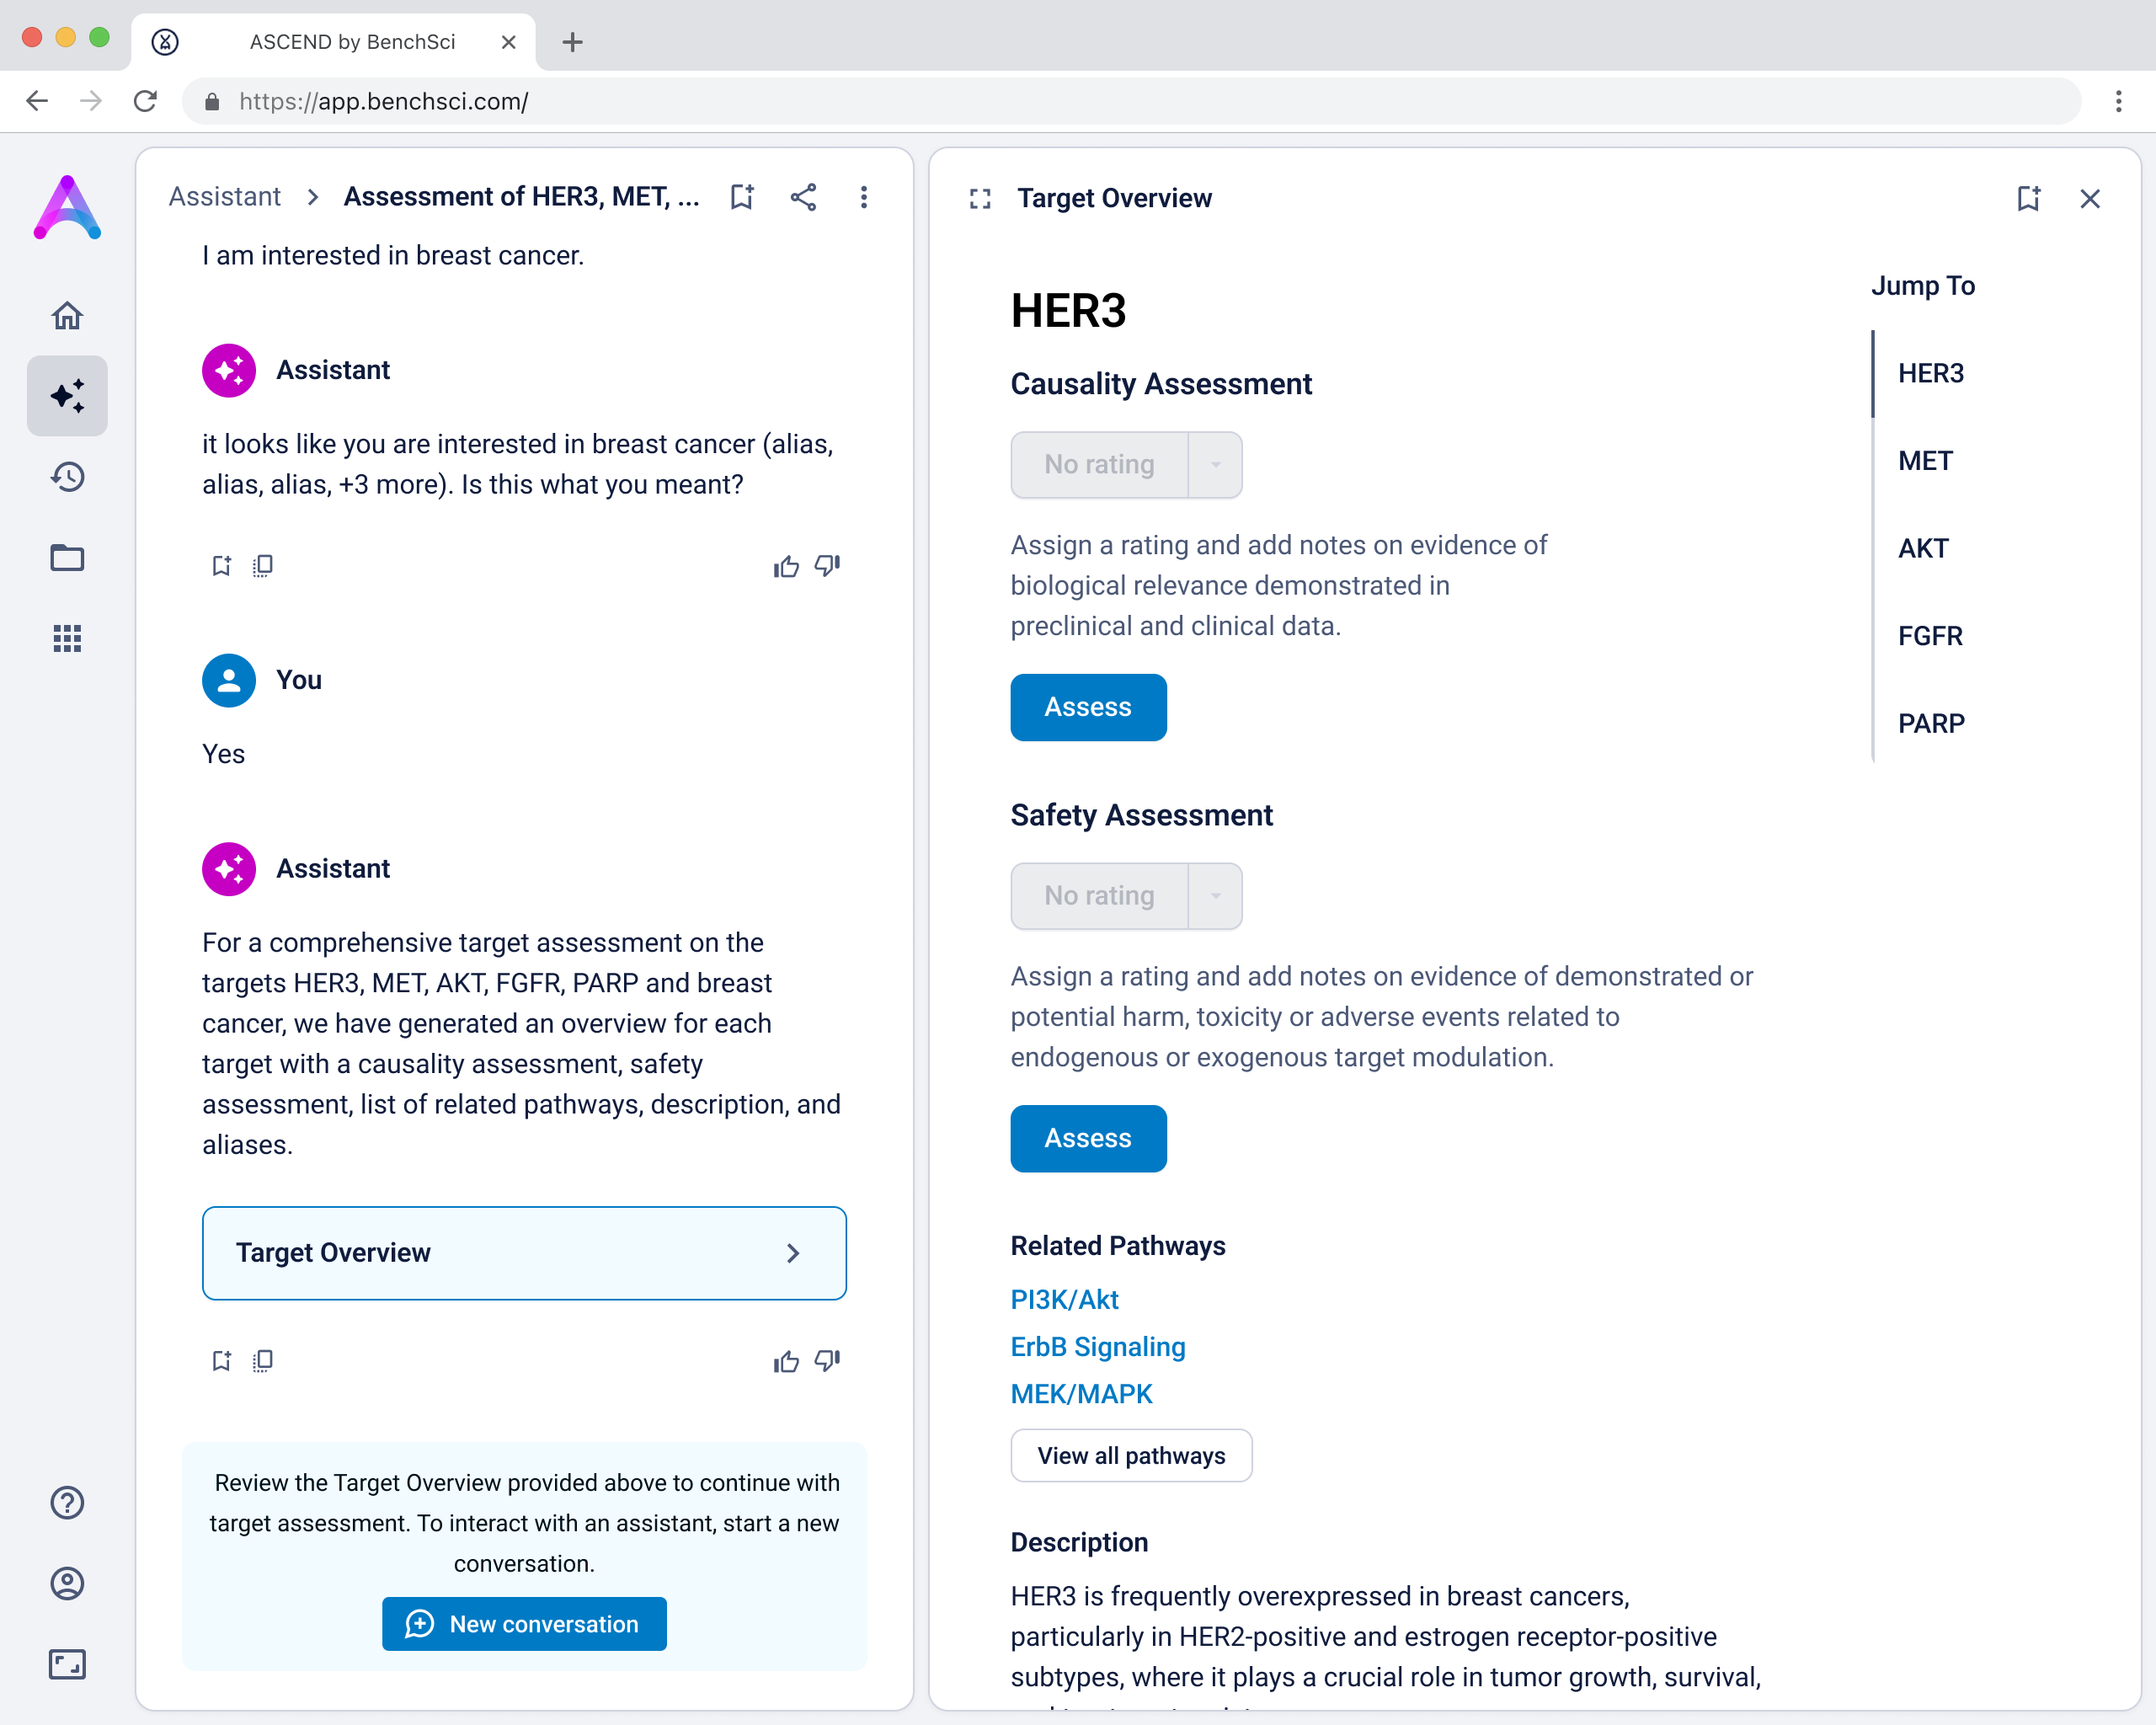 ASCEND by BenchSci
https://app.benchsci.com/
Assistant
Assessment of HER3, MET, ...
I am interested in breast cancer.
Assistant
it looks like you are interested in breast cancer (alias,
alias, alias, +3 more). Is this what you meant?
You
Yes
Assistant
For a comprehensive target assessment on the
targets HER3, MET, AKT, FGFR, PARP and breast
cancer, we have generated an overview for each
target with a causality assessment, safety
assessment, list of related pathways, description, and
aliases.
Target Overview
Review the Target Overview provided above to continue with
target assessment. To interact with an assistant, start a new
conversation.
New conversation
Target Overview
HER3
Causality Assessment
No rating
Assign a rating and add notes on evidence of
biological relevance demonstrated in
preclinical and clinical data.
Assess
Safety Assessment
No rating
Assign a rating and add notes on evidence of demonstrated or
potential harm, toxicity or adverse events related to
endogenous or exogenous target modulation.
Assess
Related Pathways
PI3K/Akt
ErbB Signaling
MEK/MAPK
View all pathways
Description
HER3 is frequently overexpressed in breast cancers,
particularly in HER2-positive and estrogen receptor-positive
subtypes, where it plays a crucial role in tumor growth, survival,
Jump To
HER3
MET
AKT
FGFR
PARP